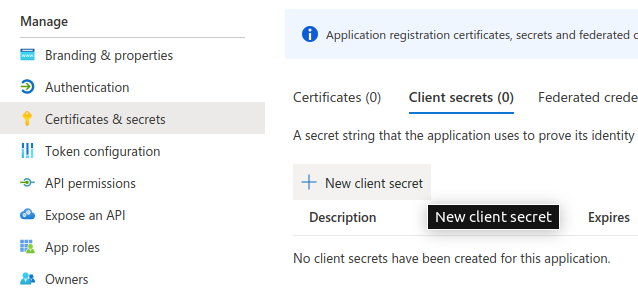 Manage
Branding & properties
Authentication
Certificates & secrets
Token configuration
API permissions
Expose an API
App roles
Owners
Application registration certificates, secrets and federated
Certificates (0) Client secrets (0) Federated crede
A secret string that the application uses to prove its identity
New client secret
New client secret
Description Expires
No client secrets have been created for this application.